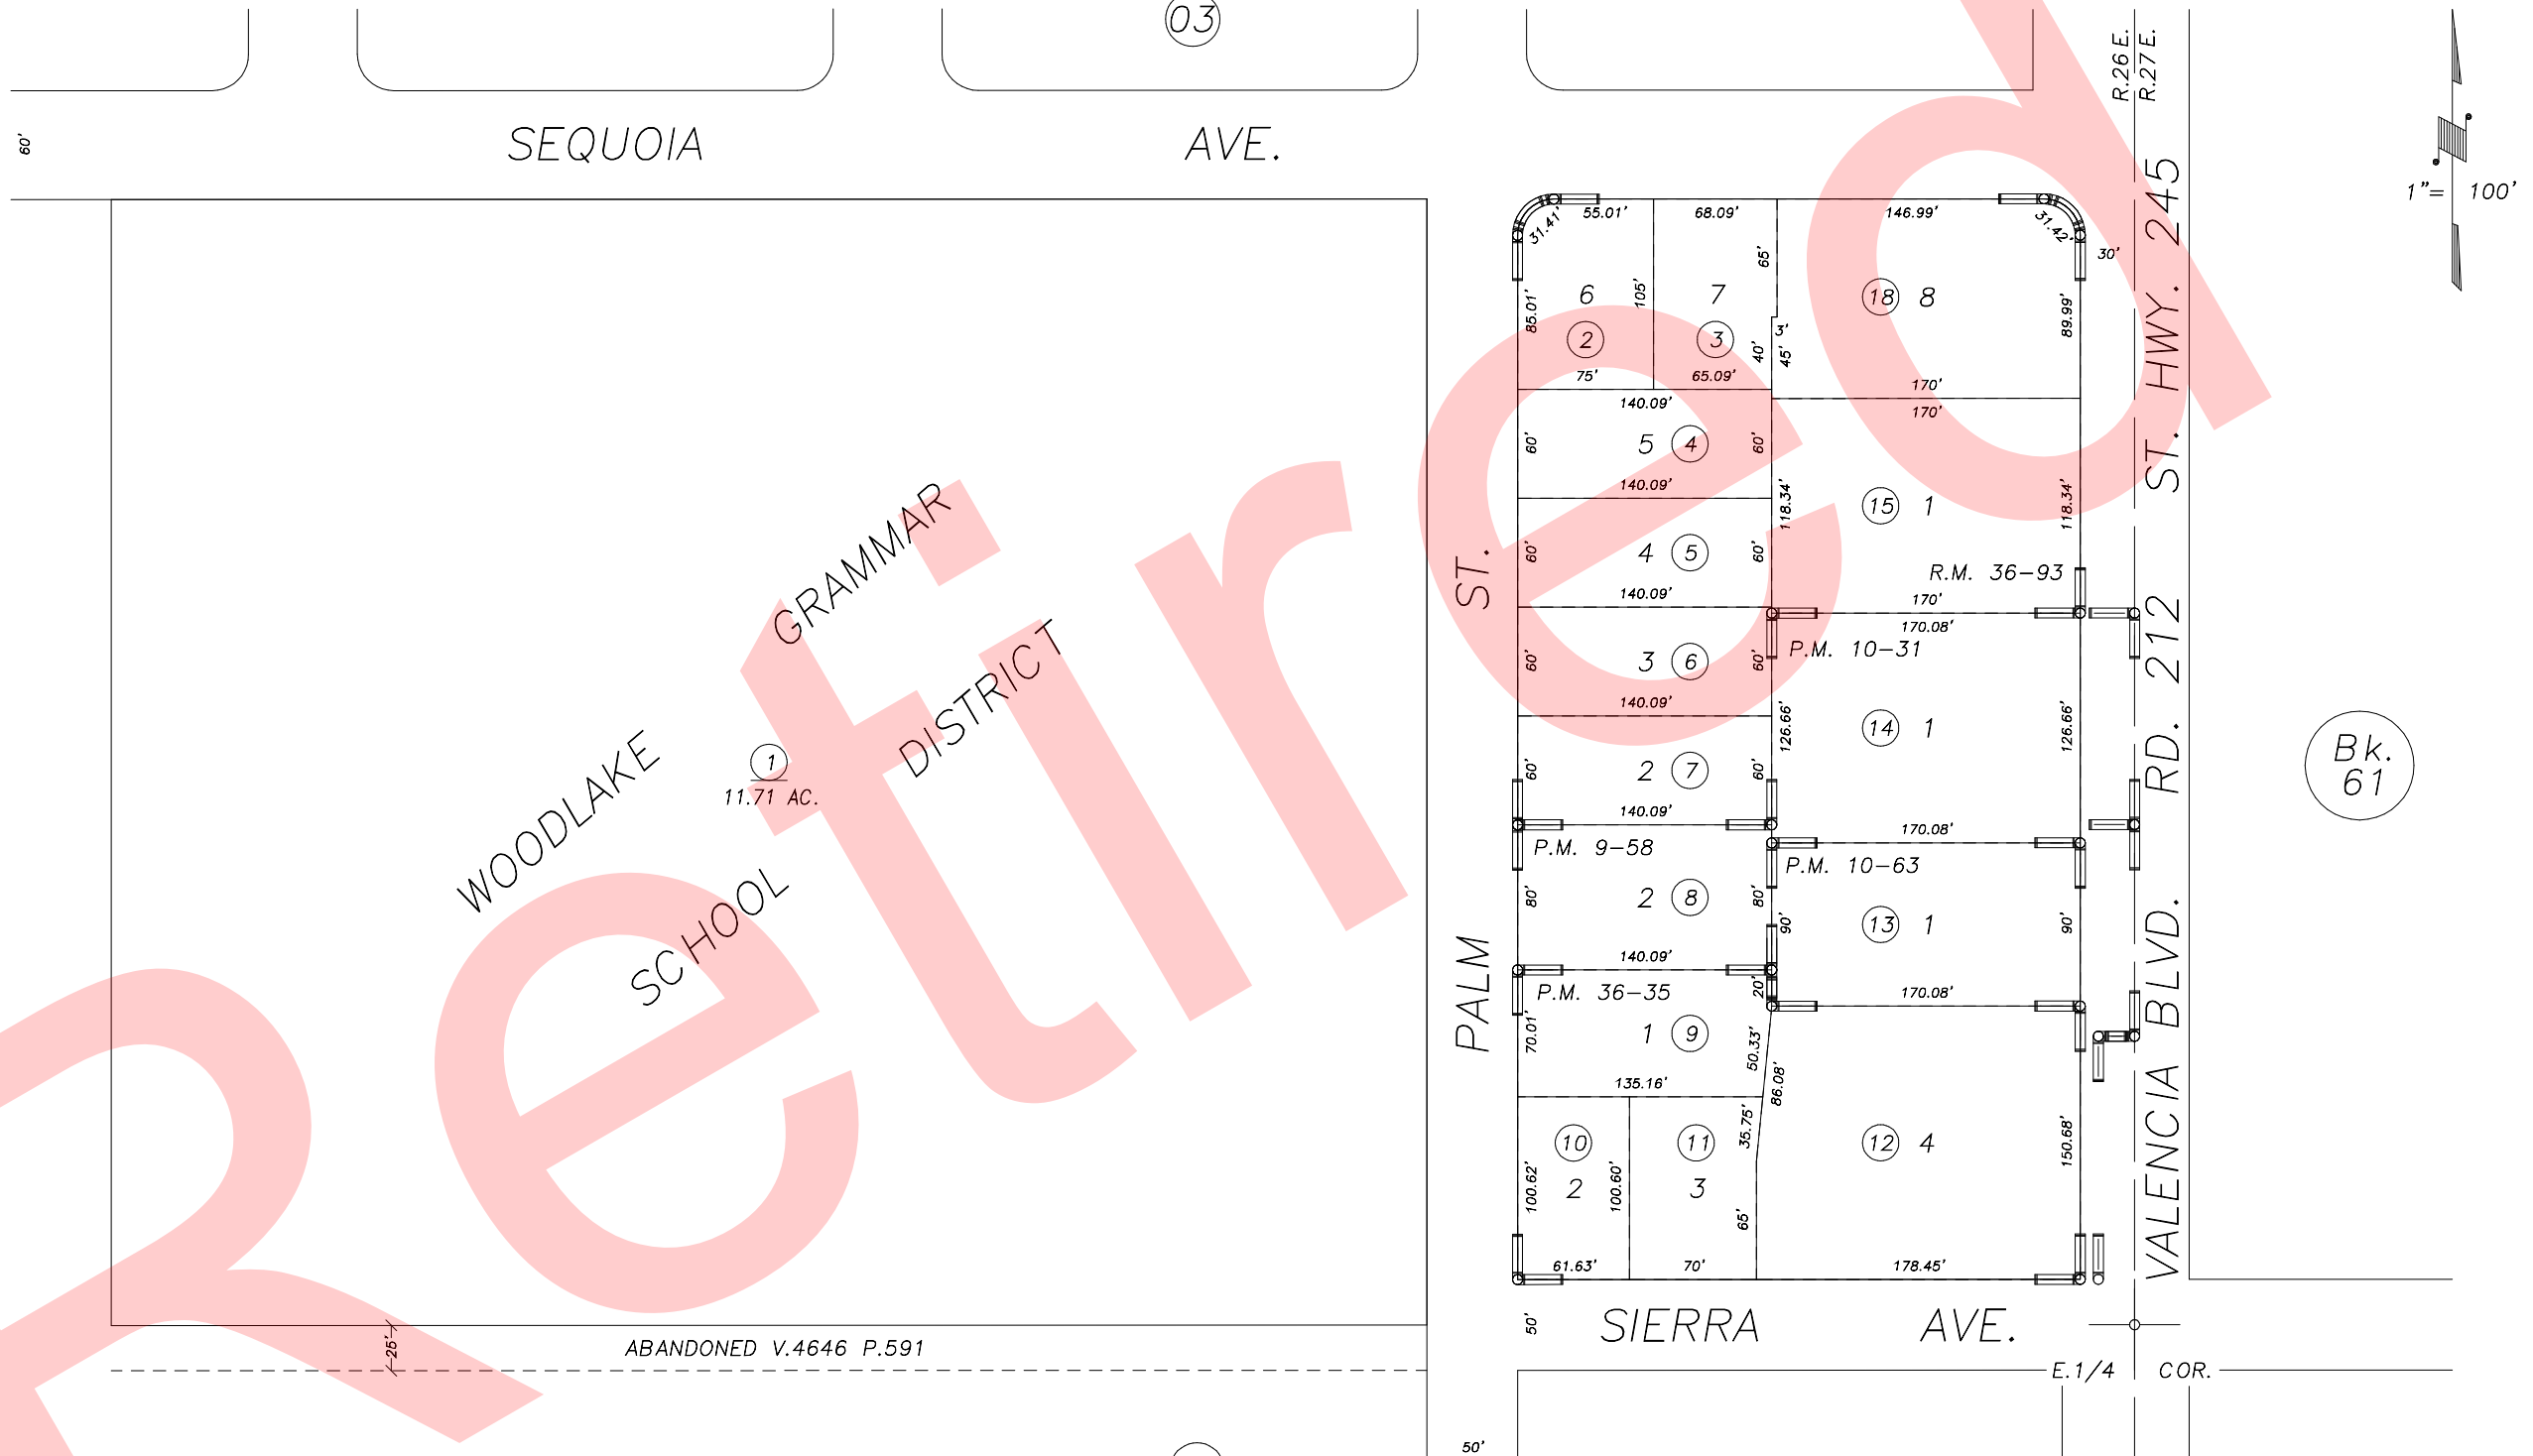 03
R.26 E.
R.27 E.
60'
SEQUOIA AVE.
1"= 100'
55.01' 68.09' 146.99'
31.41' 31.42'
30'
65'
85.01' 6 105' 7 18 8 89.99'
2 3 3'
40' 45'
75' 65.09' 170'
140.09' 170'
60' 5 4 60'
140.09'
118.34' 15 1 118.34'
60' 4 5 60'
R.M. 36-93
140.09' 170'
170.08'
P.M. 10-31
60' 3 6 60'
140.09'
126.66' 14 1 126.66'
60' 2 7 60'
140.09' 170.08'
P.M. 9-58 P.M. 10-63
80' 2 8 80'
90' 13 1 90'
140.09'
P.M. 36-35 20' 170.08'
70.01' 1 9 50.33'
86.08'
135.16'
35.75'
10 11 12 4 150.68'
100.62' 2 100.60' 3 65'
61.63' 70' 178.45'
WOODLAKE GRAMMAR
SCHOOL DISTRICT
1
11.71 AC.
PALM ST.
VALENCIA BLVD. RD. 212 ST. HWY. 245
Bk.
61
50' SIERRA AVE.
25' ABANDONED V.4646 P.591
E.1/4 COR.
50'
Retired